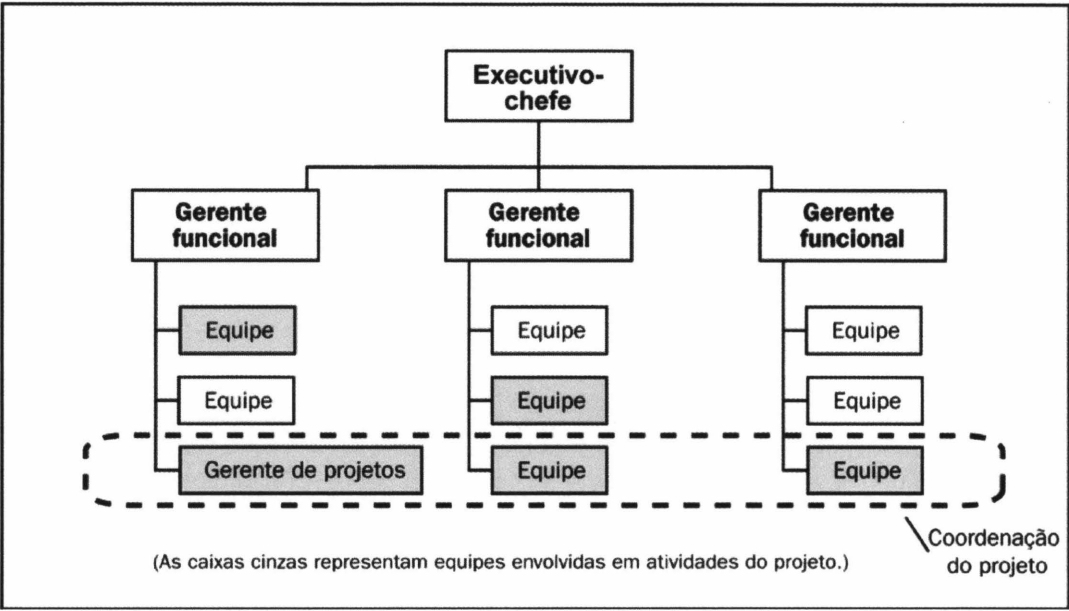 Executivo-
chefe
Gerente
funcional
Gerente
funcional
Gerente
funcional
Equipe
Equipe
Equipe
Equipe
Equipe
Equipe
Gerente de projetos
Equipe
Equipe
Coordenação
do projeto
(As caixas cinzas representam equipes envolvidas em atividades do projeto.)